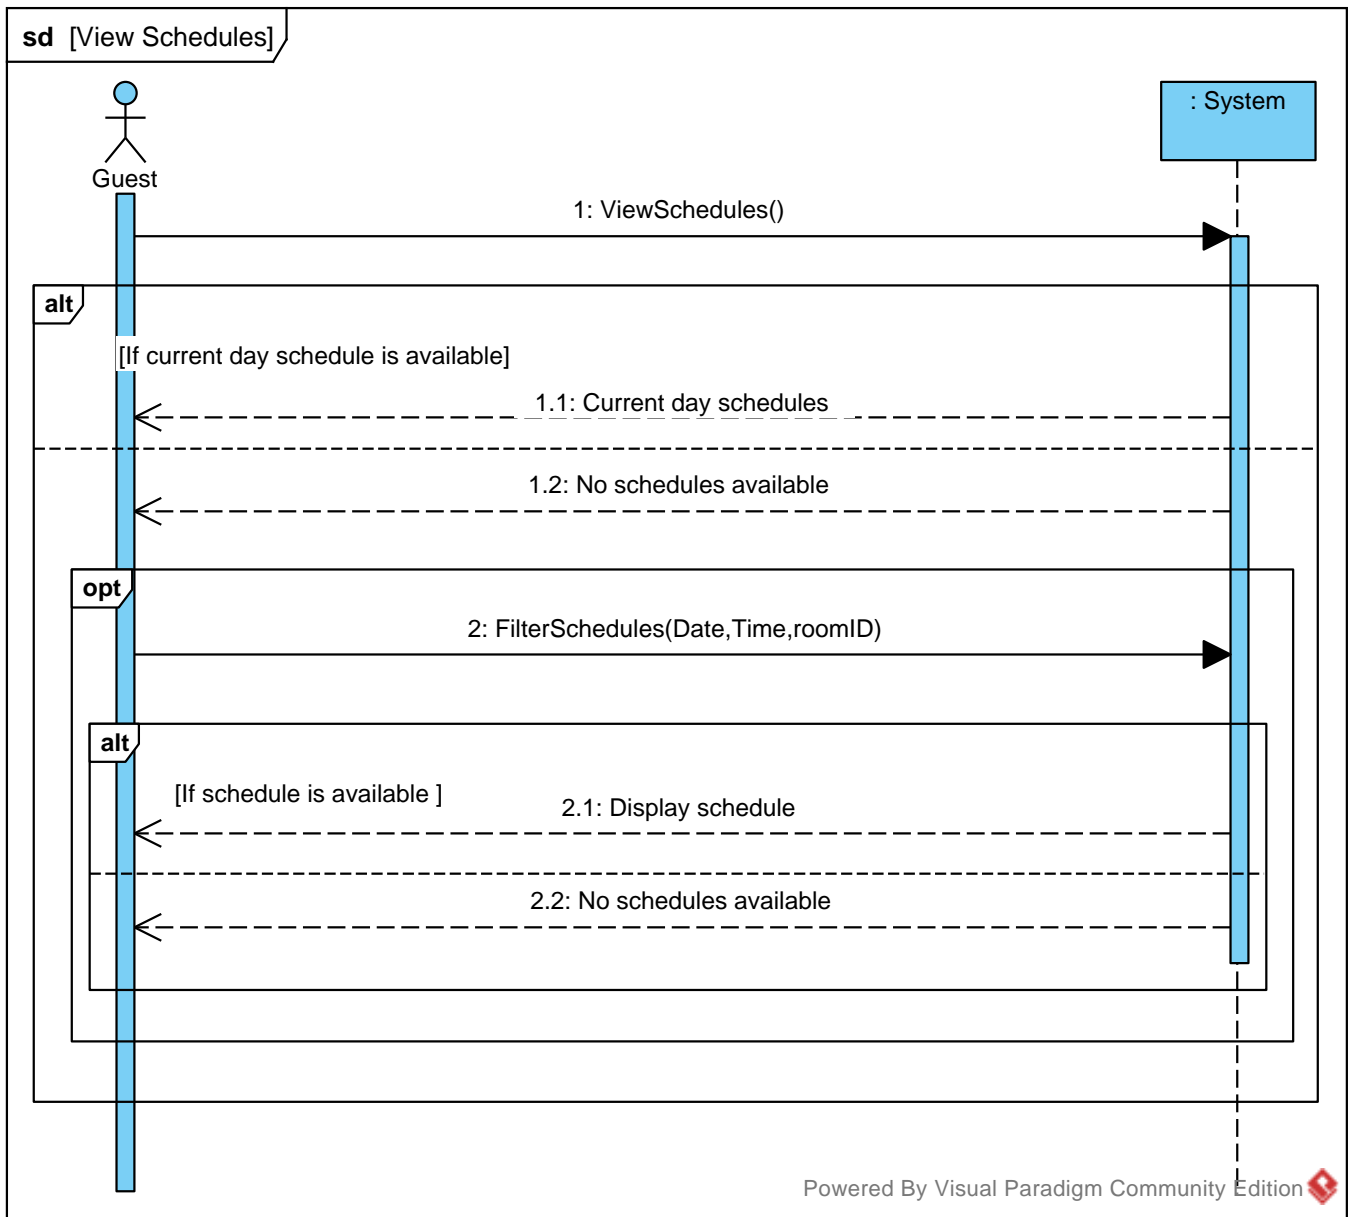 sd [View Schedules]
: System
Guest
1: ViewSchedules()
alt
[If current day schedule is available]
1.1: Current day schedules
1.2: No schedules available
opt
2: FilterSchedules(Date,Time,roomID)
alt
[If schedule is available ]
2.1: Display schedule
2.2: No schedules available
Powered By Visual Paradigm Community Edition